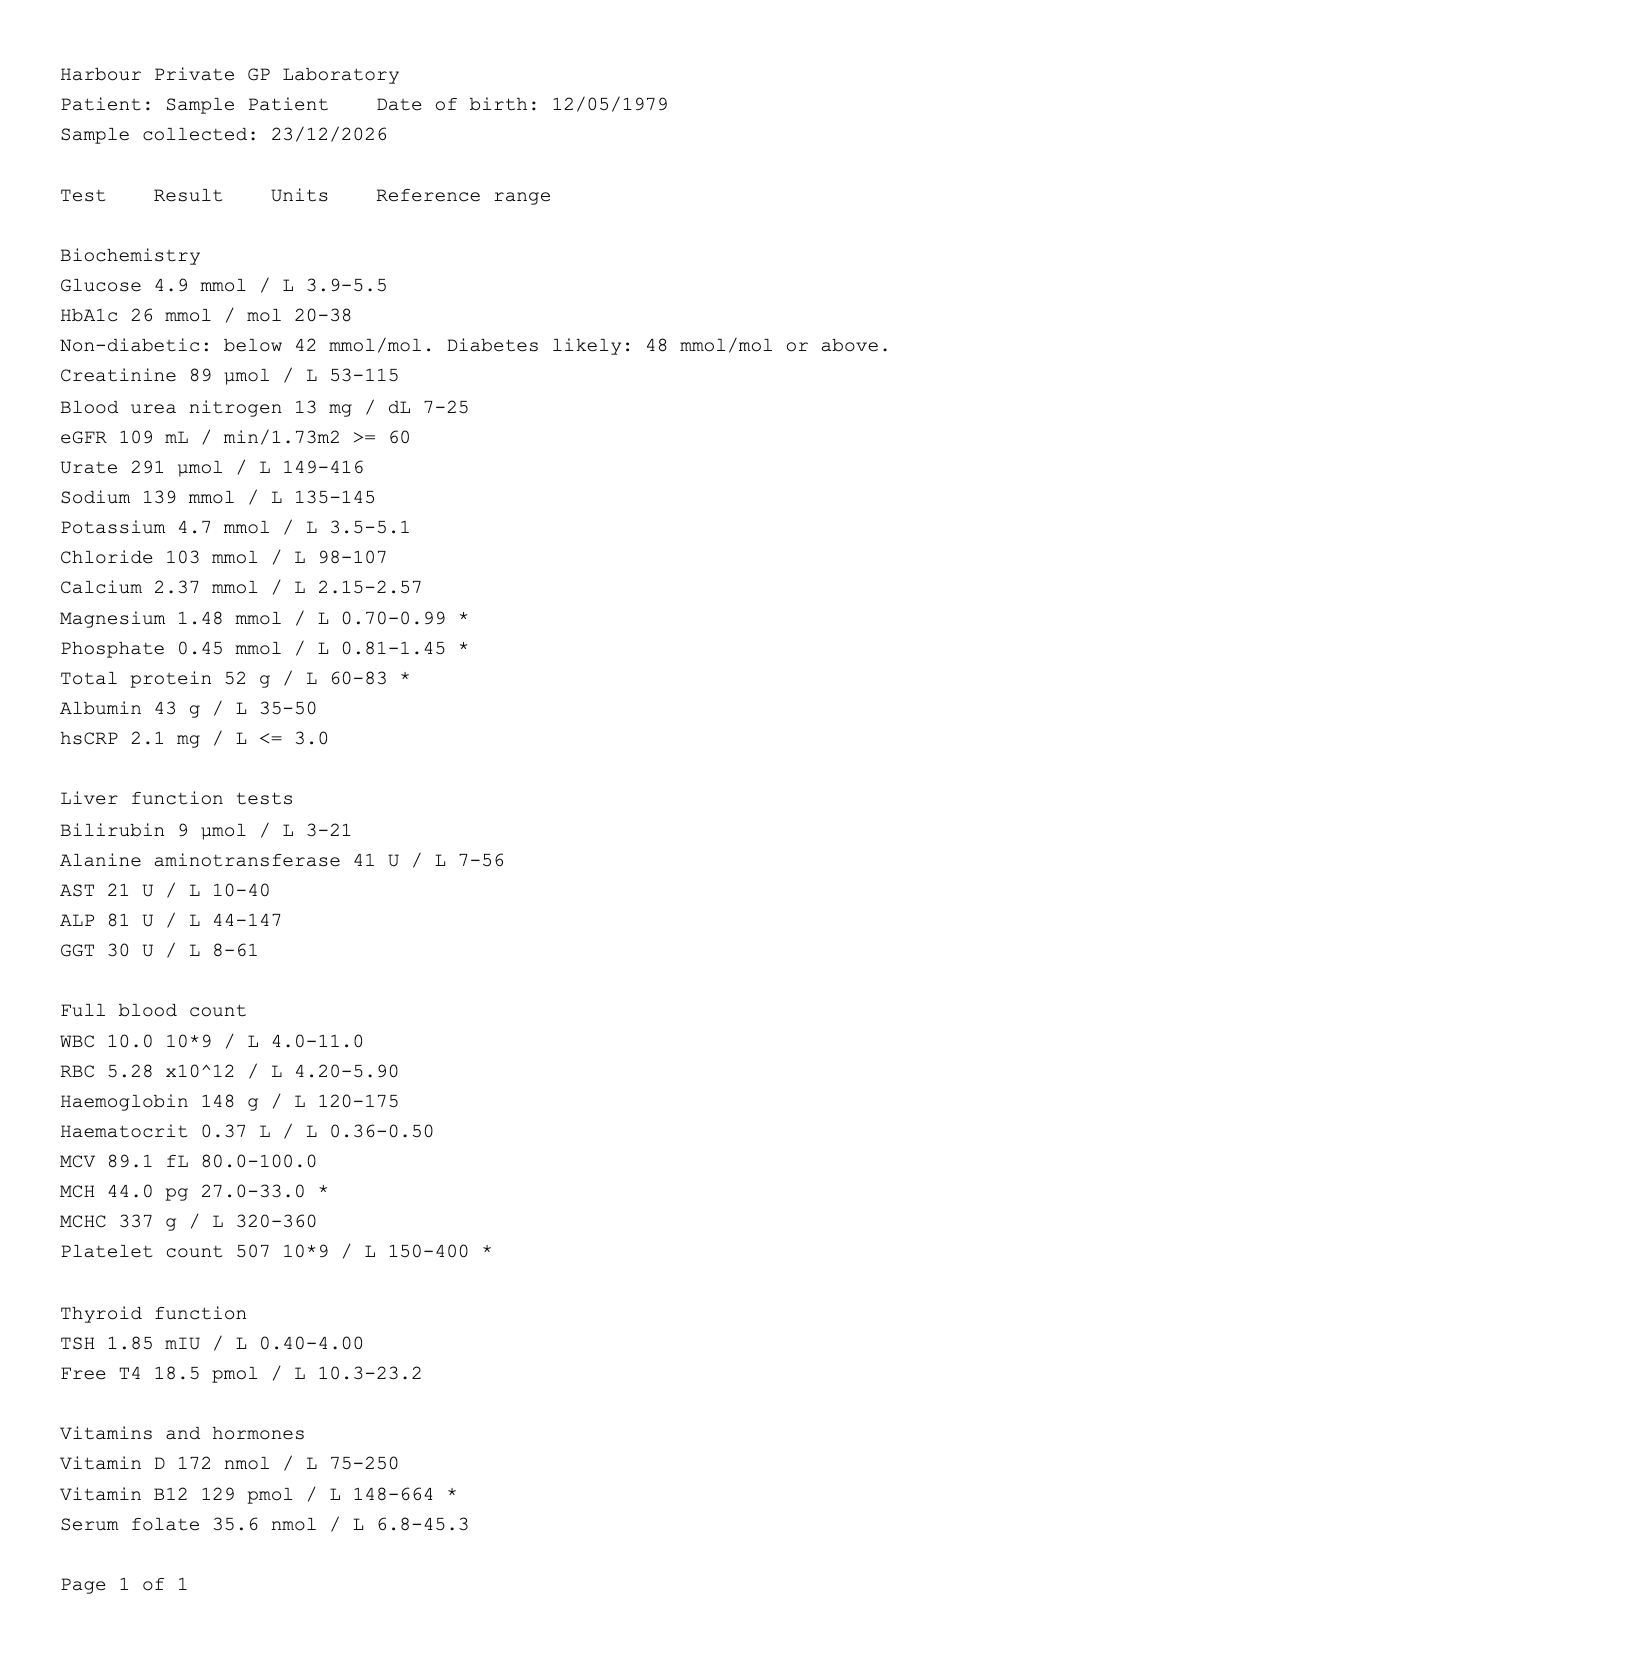 Harbour Private GP Laboratory
Patient: Sample Patient    Date of birth: 12/05/1979
Sample collected: 23/12/2026
Test    Result    Units    Reference range
Biochemistry
Glucose 4.9 mmol / L 3.9-5.5
HbA1c 26 mmol / mol 20-38
Non-diabetic: below 42 mmol/mol. Diabetes likely: 48 mmol/mol or above.
Creatinine 89 µmol / L 53-115
Blood urea nitrogen 13 mg / dL 7-25
eGFR 109 mL / min/1.73m2 >= 60
Urate 291 µmol / L 149-416
Sodium 139 mmol / L 135-145
Potassium 4.7 mmol / L 3.5-5.1
Chloride 103 mmol / L 98-107
Calcium 2.37 mmol / L 2.15-2.57
Magnesium 1.48 mmol / L 0.70-0.99 *
Phosphate 0.45 mmol / L 0.81-1.45 *
Total protein 52 g / L 60-83 *
Albumin 43 g / L 35-50
hsCRP 2.1 mg / L <= 3.0
Liver function tests
Bilirubin 9 µmol / L 3-21
Alanine aminotransferase 41 U / L 7-56
AST 21 U / L 10-40
ALP 81 U / L 44-147
GGT 30 U / L 8-61
Full blood count
WBC 10.0 10*9 / L 4.0-11.0
RBC 5.28 x10^12 / L 4.20-5.90
Haemoglobin 148 g / L 120-175
Haematocrit 0.37 L / L 0.36-0.50
MCV 89.1 fL 80.0-100.0
MCH 44.0 pg 27.0-33.0 *
MCHC 337 g / L 320-360
Platelet count 507 10*9 / L 150-400 *
Thyroid function
TSH 1.85 mIU / L 0.40-4.00
Free T4 18.5 pmol / L 10.3-23.2
Vitamins and hormones
Vitamin D 172 nmol / L 75-250
Vitamin B12 129 pmol / L 148-664 *
Serum folate 35.6 nmol / L 6.8-45.3
Page 1 of 1